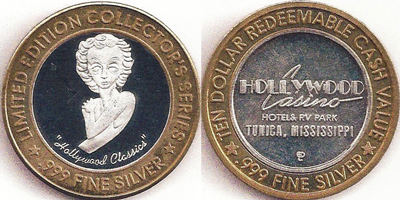 LIMITED EDITION COLLECTOR'S SERIES
"Hollywood Classics"
★ .999 FINE SILVER ★
TEN DOLLAR REDEEMABLE CASH VALUE
HOLLYWOOD
Casino
HOTEL & RV PARK
TUNICA, MISSISSIPPI
★ .999 FINE SILVER ★